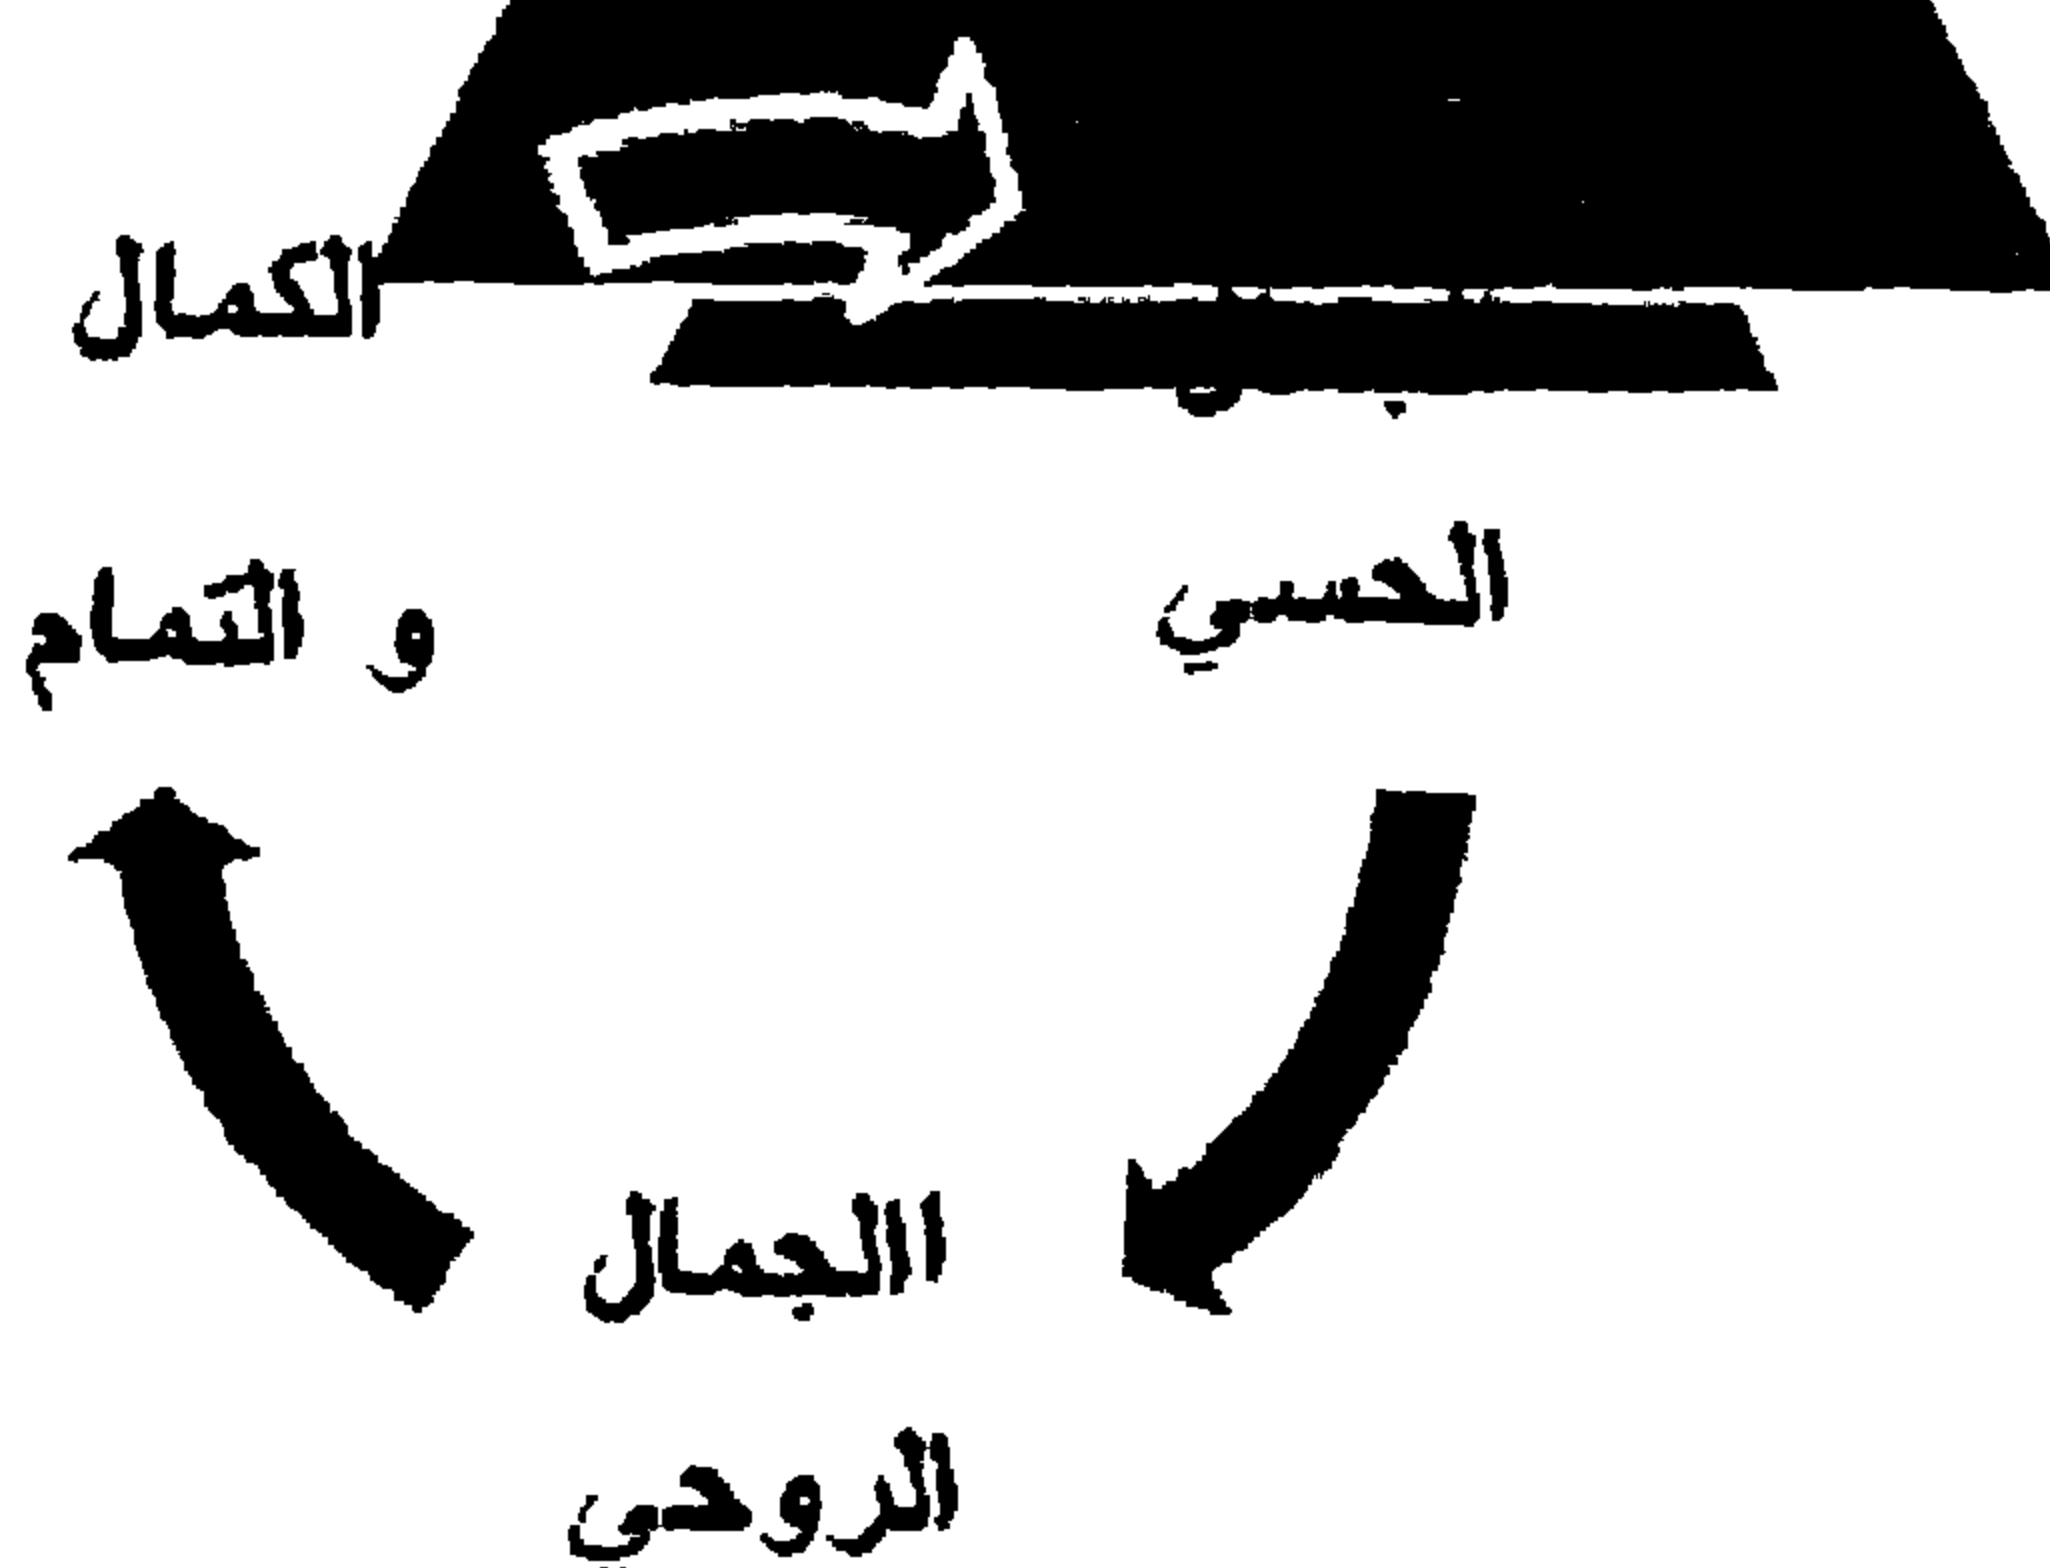 الكمال
و التمام
الحسي
االجمال
الروحي